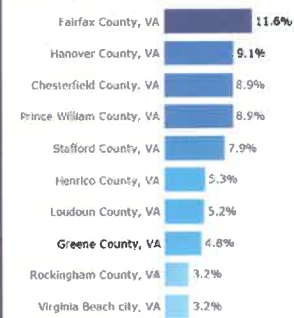 Fairfax County, VA 11.6%
Hanover County, VA 9.1%
Chesterfield County, VA 8.9%
Prince William County, VA 8.9%
Stafford County, VA 7.9%
Henrico County, VA 5.3%
Loudoun County, VA 5.2%
Greene County, VA 4.8%
Rockingham County, VA 3.2%
Virginia Beach city, VA 3.2%